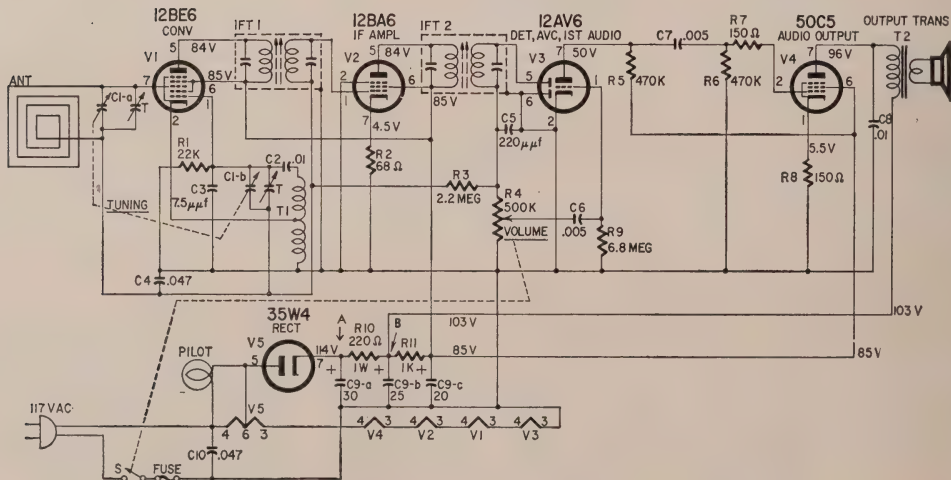 12BE6
CONV
IFT 1
12BA6
IF AMPL
IFT 2
12AV6
DET, AVC, IST AUDIO
50C5
AUDIO OUTPUT
OUTPUT TRANS
T2
V1
5
84V
7
85V
6
1
2
ANT
C1-a
T
R1
22K
C3
7.5μμf
C1-b
T
C2 .01
T1
TUNING
C4 .047
V2
5
84V
2
1
6
7
4.5V
R2
68Ω
85V
V3
7
50V
5
6
1
2
C5
220μμf
R3
2.2 MEG
R4
500K
VOLUME
C6
.005
R9
6.8 MEG
R5
470K
C7 .005
R6
470K
R7
150Ω
V4
7
96V
2
6
1
5.5V
R8
150Ω
C8
.01
35W4
RECT
V5
5
7
114V
A
R10
220Ω
1W
B
R11
1K
103V
103V
85V
85V
C9-a
30
C9-b
25
C9-c
20
+
+
+
PILOT
117 VAC
V5
4 6 3
4 3
V4
4 3
V2
4 3
V1
4 3
V3
C10 .047
S
FUSE